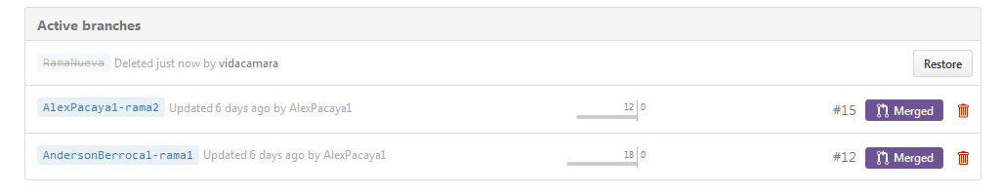 Active branches
RamaNueva Deleted just now by vidacamara Restore
AlexPacaya1-rama2 Updated 6 days ago by AlexPacaya1 12 0 #15 Merged
AndersonBerrocal-rama1 Updated 6 days ago by AlexPacaya1 18 0 #12 Merged